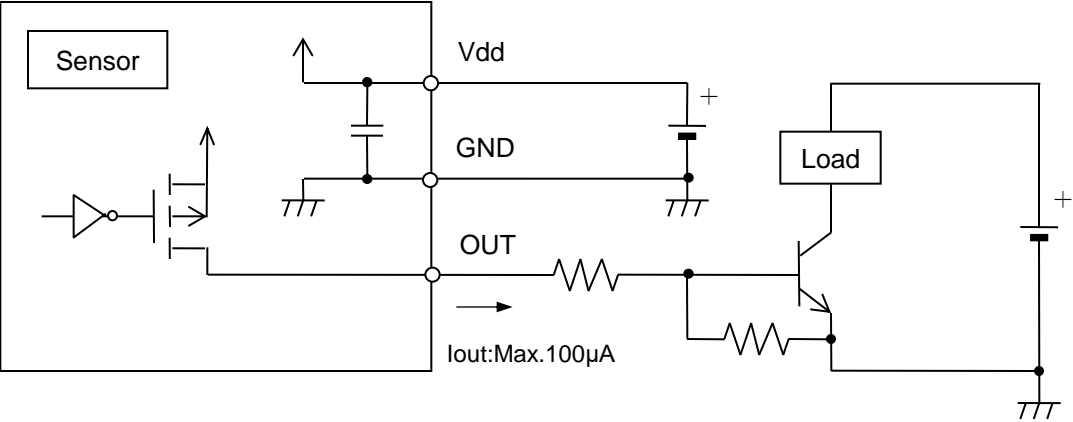 Sensor
Vdd
+
GND
Load
+
OUT
Iout:Max.100μA